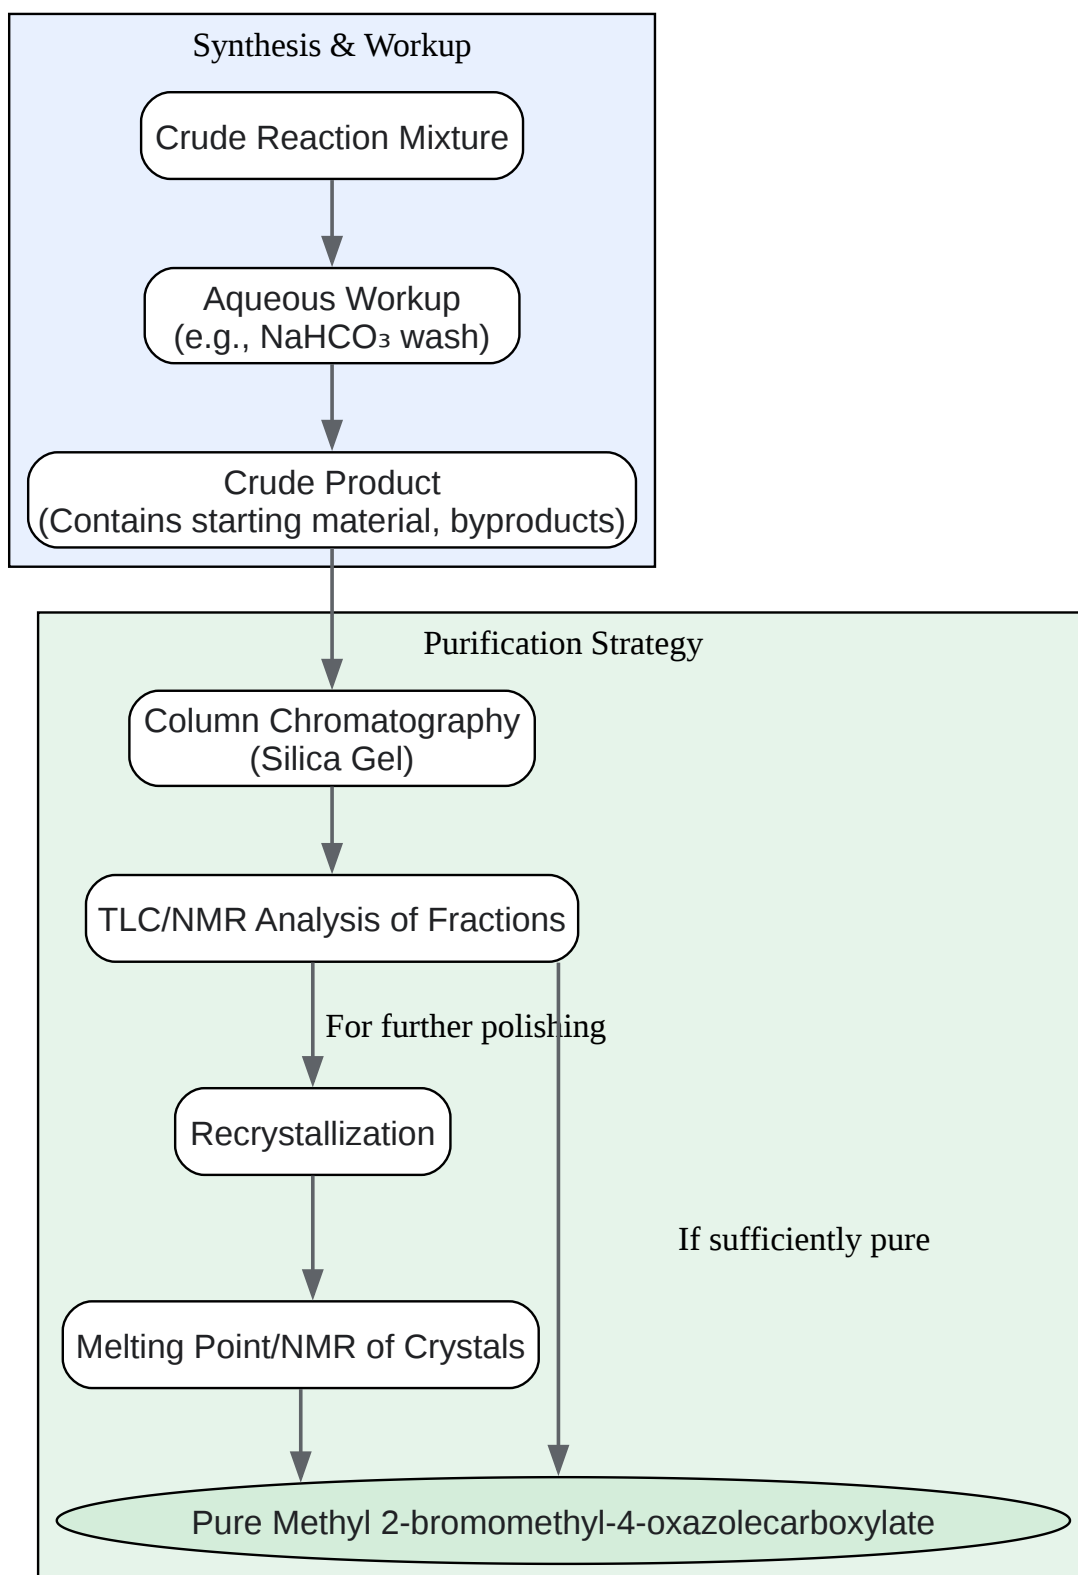 Synthesis & Workup
Crude Reaction Mixture
Aqueous Workup
(e.g., NaHCO₃ wash)
Crude Product
(Contains starting material, byproducts)
Purification Strategy
Column Chromatography
(Silica Gel)
TLC/NMR Analysis of Fractions
For further polishing
Recrystallization
If sufficiently pure
Melting Point/NMR of Crystals
Pure Methyl 2-bromomethyl-4-oxazolecarboxylate